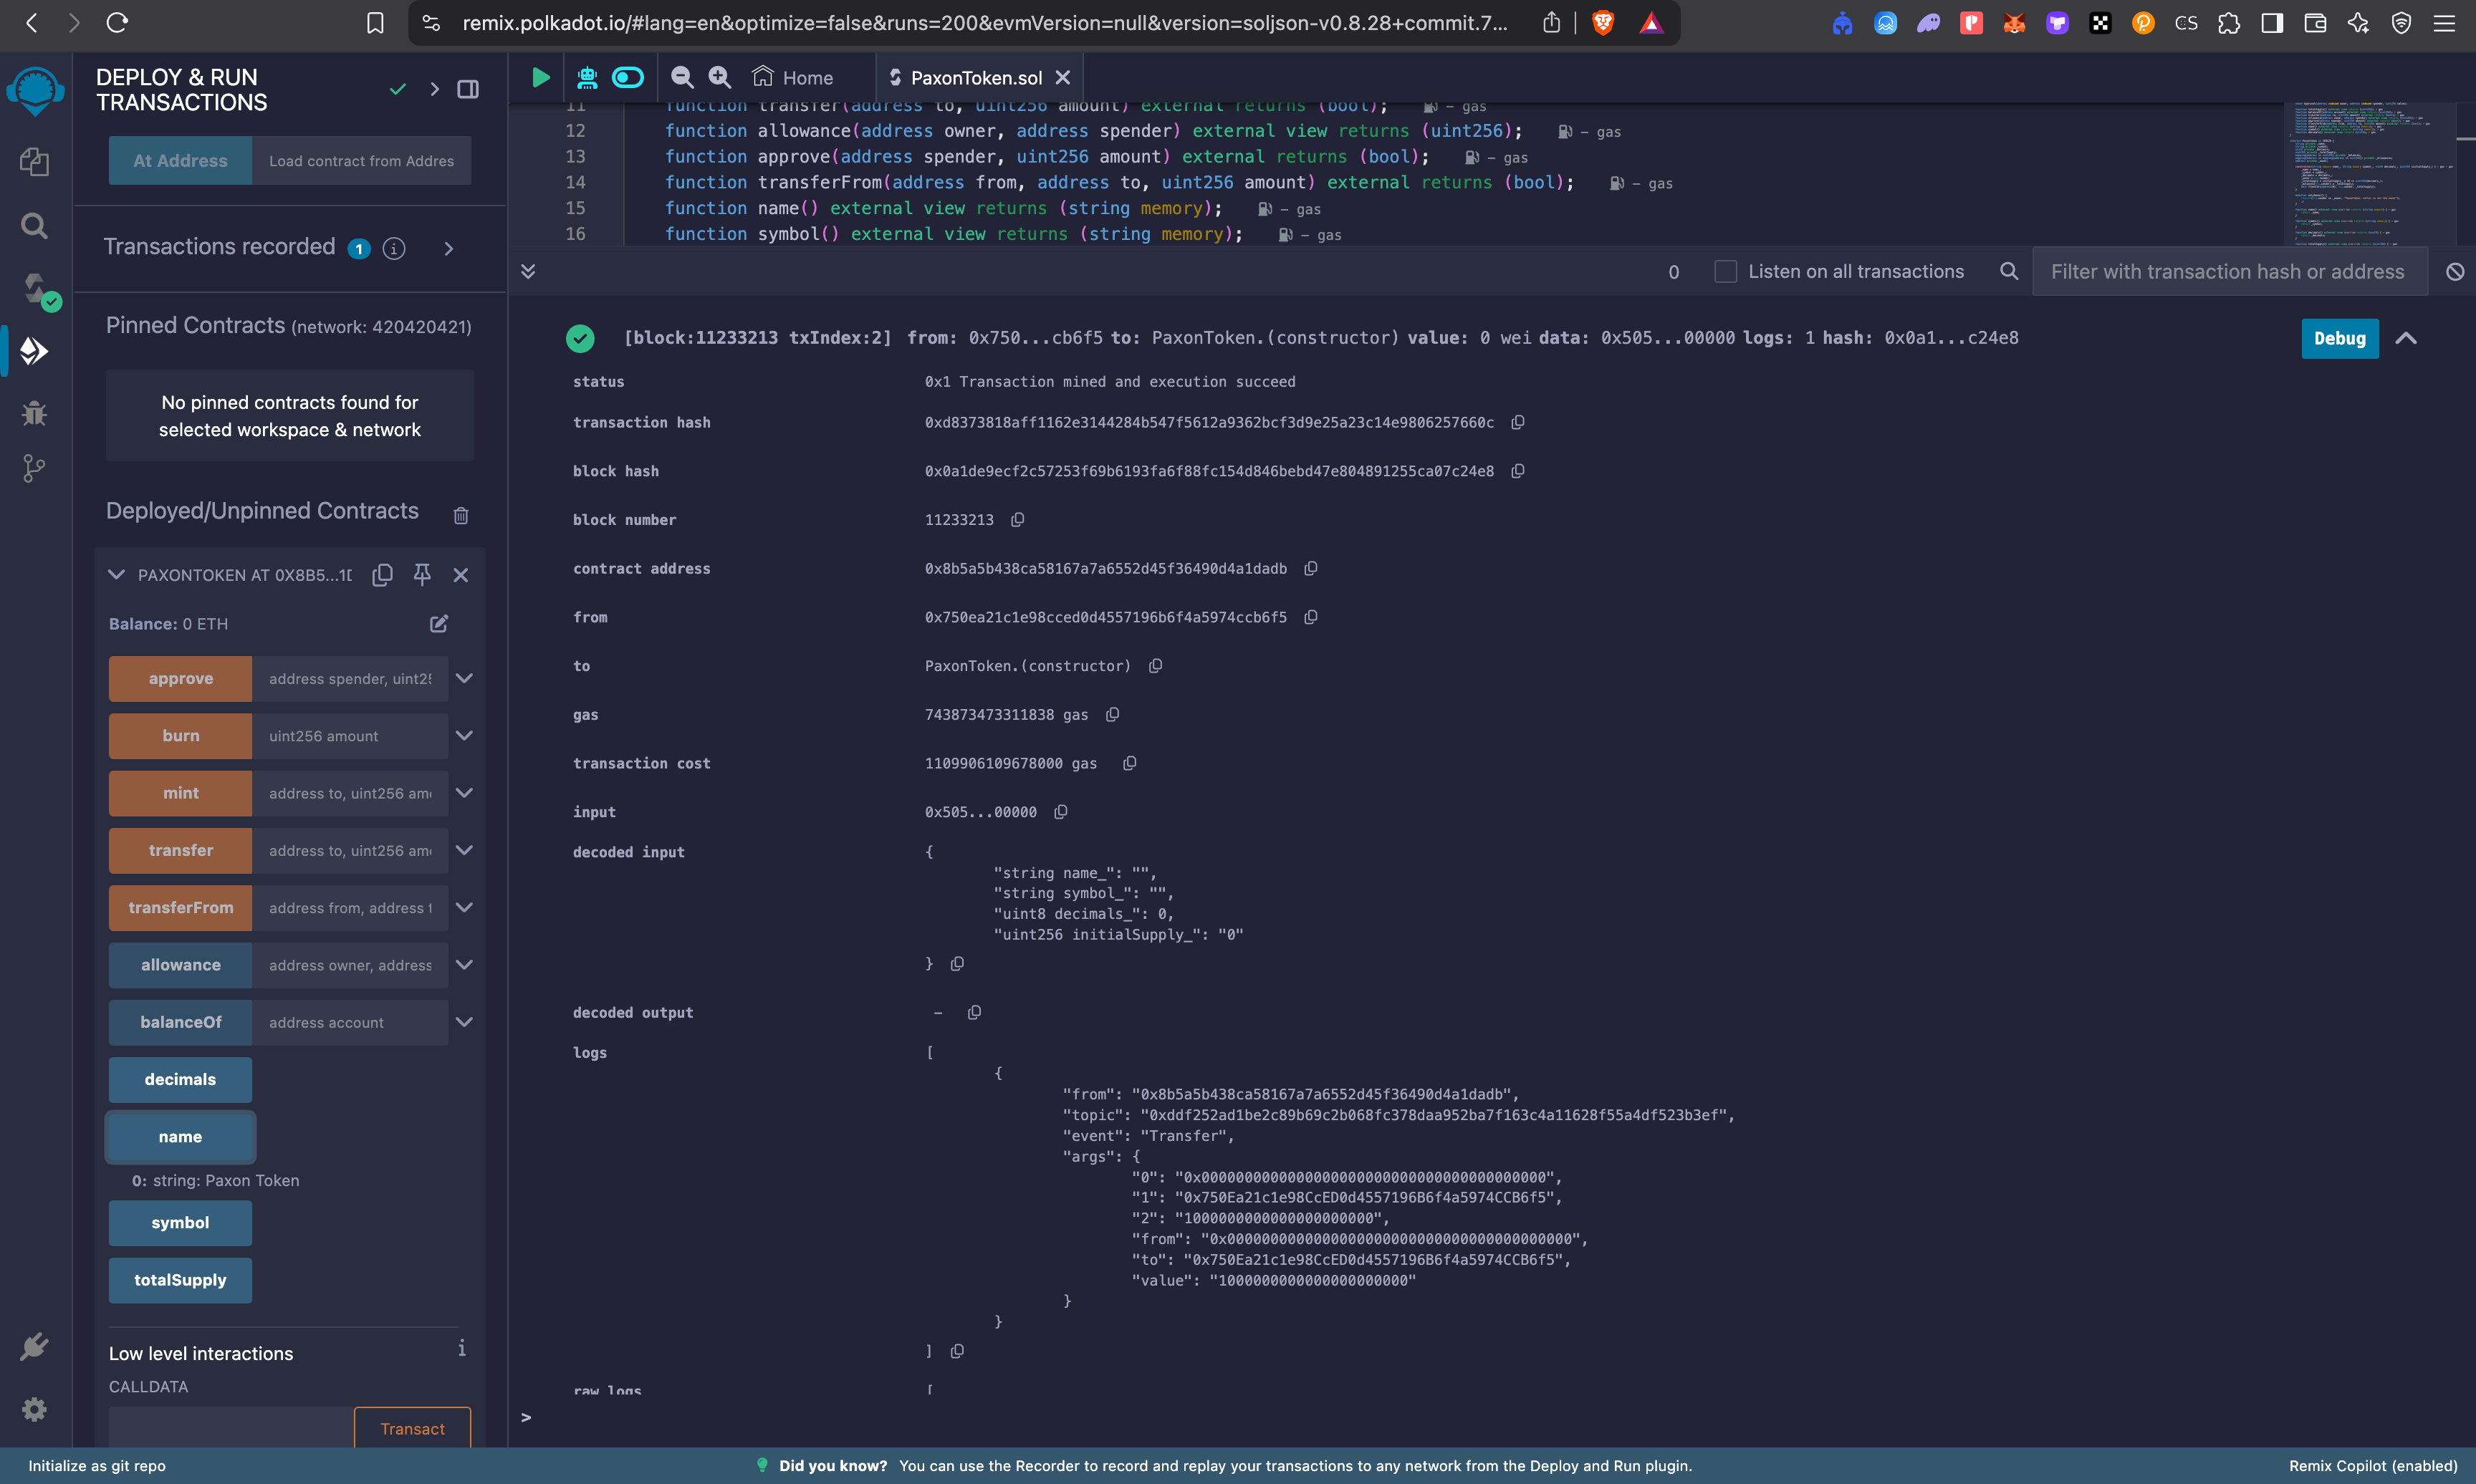 remix.polkadot.io/#lang=en&optimize=false&runs=200&evmVersion=null&version=soljson-v0.8.28+commit.7...
DEPLOY & RUN
TRANSACTIONS
At Address
Load contract from Addres
Transactions recorded 1
Pinned Contracts (network: 420420421)
No pinned contracts found for
selected workspace & network
Deployed/Unpinned Contracts
PAXONTOKEN AT 0X8B5...1D
Balance: 0 ETH
approve address spender, uint25
burn uint256 amount
mint address to, uint256 am
transfer address to, uint256 am
transferFrom address from, address t
allowance address owner, address
balanceOf address account
decimals
name
0: string: Paxon Token
symbol
totalSupply
Low level interactions
CALLDATA
Transact
Home
PaxonToken.sol
11 function transfer(address to, uint256 amount) external returns (bool); - gas
12 function allowance(address owner, address spender) external view returns (uint256); - gas
13 function approve(address spender, uint256 amount) external returns (bool); - gas
14 function transferFrom(address from, address to, uint256 amount) external returns (bool); - gas
15 function name() external view returns (string memory); - gas
16 function symbol() external view returns (string memory); - gas
0 Listen on all transactions Filter with transaction hash or address
[block:11233213 txIndex:2] from: 0x750...cb6f5 to: PaxonToken.(constructor) value: 0 wei data: 0x505...00000 logs: 1 hash: 0x0a1...c24e8
Debug
status 0x1 Transaction mined and execution succeed
transaction hash 0xd8373818aff1162e3144284b547f5612a9362bcf3d9e25a23c14e9806257660c
block hash 0x0a1de9ecf2c57253f69b6193fa6f88fc154d846bebd47e804891255ca07c24e8
block number 11233213
contract address 0x8b5a5b438ca58167a7a6552d45f36490d4a1dadb
from 0x750ea21c1e98cced0d4557196b6f4a5974ccb6f5
to PaxonToken.(constructor)
gas 743873473311838 gas
transaction cost 1109906109678000 gas
input 0x505...00000
decoded input {
"string name_": "",
"string symbol_": "",
"uint8 decimals_": 0,
"uint256 initialSupply_": "0"
}
decoded output -
logs [
{
"from": "0x8b5a5b438ca58167a7a6552d45f36490d4a1dadb",
"topic": "0xddf252ad1be2c89b69c2b068fc378daa952ba7f163c4a11628f55a4df523b3ef",
"event": "Transfer",
"args": {
"0": "0x0000000000000000000000000000000000000000",
"1": "0x750Ea21c1e98CcED0d4557196B6f4a5974CCB6f5",
"2": "1000000000000000000000",
"from": "0x0000000000000000000000000000000000000000",
"to": "0x750Ea21c1e98CcED0d4557196B6f4a5974CCB6f5",
"value": "1000000000000000000000"
}
}
]
raw logs [
>
Initialize as git repo
Did you know? You can use the Recorder to record and replay your transactions to any network from the Deploy and Run plugin.
Remix Copilot (enabled)